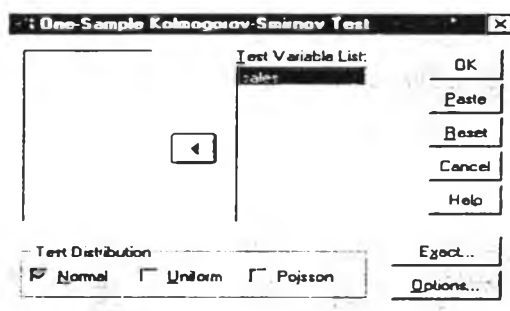 One-Sample Kolmogorov-Smirnov Test
Test Variable List:
sales
OK
Paste
Reset
Cancel
Help
Test Distribution
Normal
Uniform
Poisson
Exact...
Options...